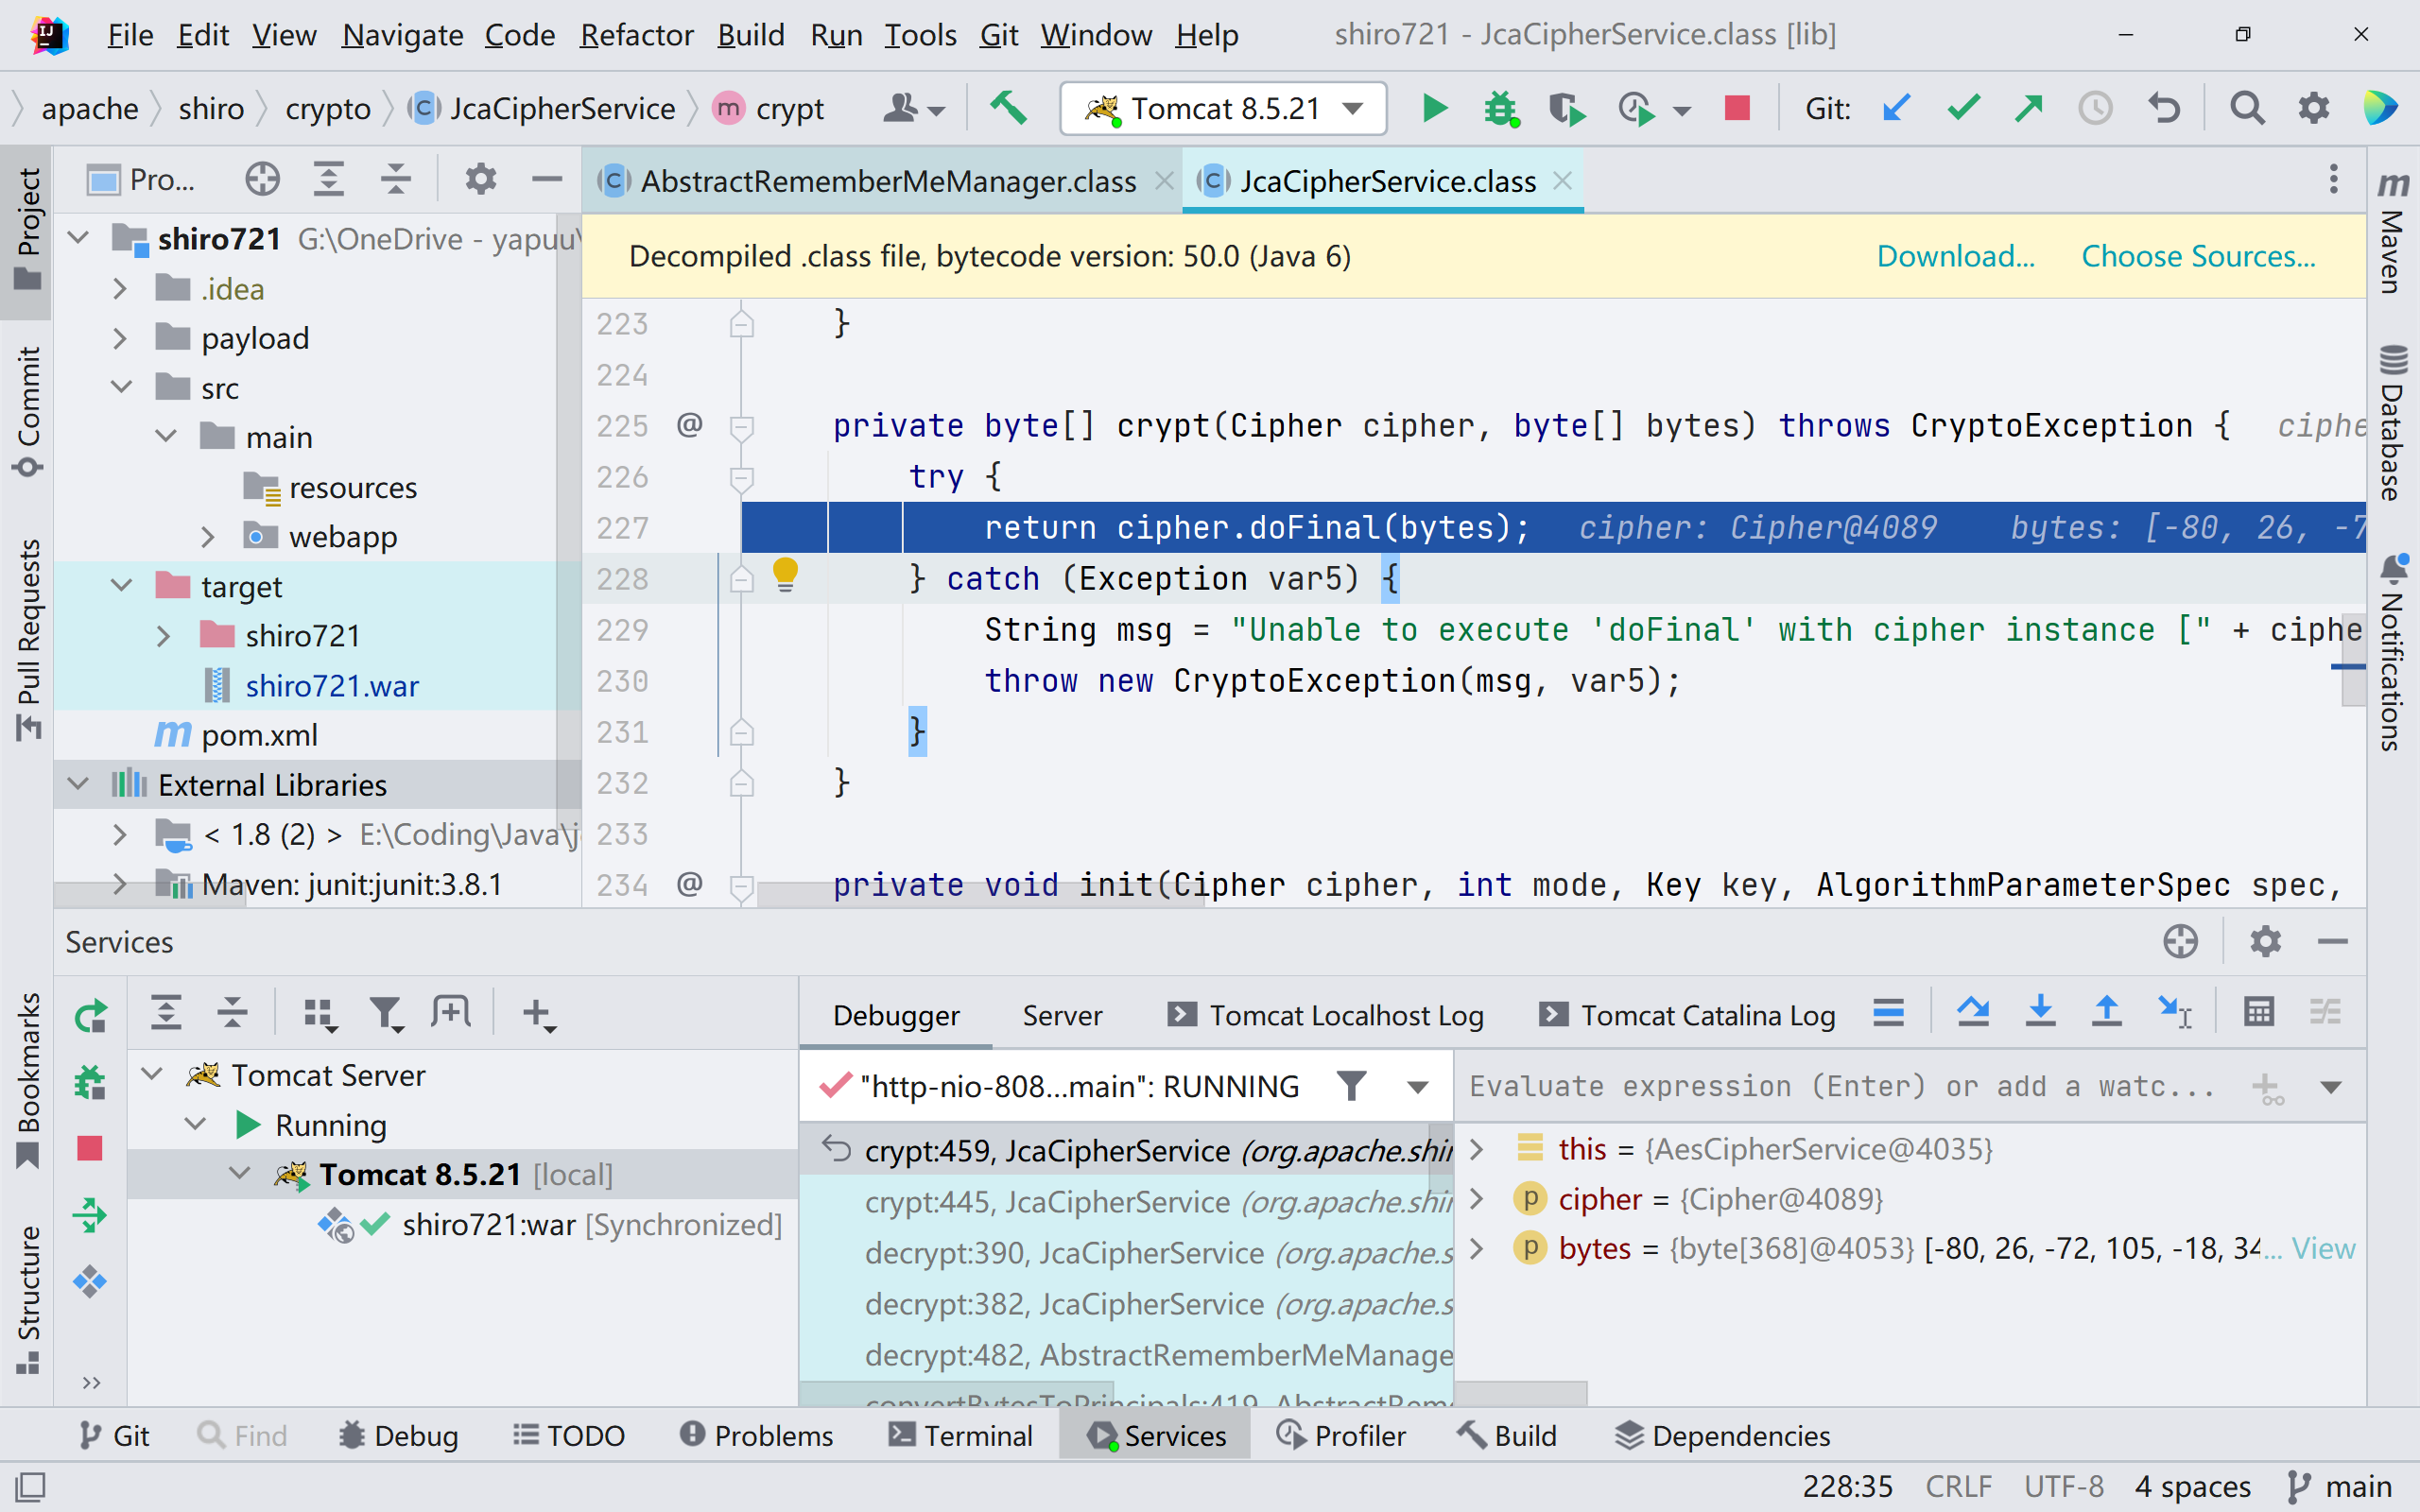 File Edit View Navigate Code Refactor Build Run Tools Git Window Help shiro721 - JcaCipherService.class [lib]
apache shiro crypto JcaCipherService crypt Tomcat 8.5.21 Git:
Project
Commit
Pull Requests
Bookmarks
Structure
Pro...
shiro721 G:\OneDrive - yapuu\
.idea
payload
src
main
resources
webapp
target
shiro721
shiro721.war
pom.xml
External Libraries
< 1.8 (2) > E:\Coding\Java\j
Maven: junit:junit:3.8.1
AbstractRememberMeManager.class JcaCipherService.class
Decompiled .class file, bytecode version: 50.0 (Java 6) Download... Choose Sources...
223 }
224
225 @ private byte[] crypt(Cipher cipher, byte[] bytes) throws CryptoException { ciphe
226 try {
227 return cipher.doFinal(bytes); cipher: Cipher@4089 bytes: [-80, 26, -7
228 } catch (Exception var5) {
229 String msg = "Unable to execute 'doFinal' with cipher instance [" + ciphe
230 throw new CryptoException(msg, var5);
231 }
232 }
233
234 @ private void init(Cipher cipher, int mode, Key key, AlgorithmParameterSpec spec,
Maven
Database
Notifications
Services
Tomcat Server
Running
Tomcat 8.5.21 [local]
shiro721:war [Synchronized]
Debugger Server Tomcat Localhost Log Tomcat Catalina Log
"http-nio-808...main": RUNNING
crypt:459, JcaCipherService (org.apache.shir
crypt:445, JcaCipherService (org.apache.shir
decrypt:390, JcaCipherService (org.apache.s
decrypt:382, JcaCipherService (org.apache.s
decrypt:482, AbstractRememberMeManage
convertBytesToPrincipals:419, AbstractRem
Evaluate expression (Enter) or add a watc...
this = {AesCipherService@4035}
cipher = {Cipher@4089}
bytes = {byte[368]@4053} [-80, 26, -72, 105, -18, 34... View
Git Find Debug TODO Problems Terminal Services Profiler Build Dependencies
228:35 CRLF UTF-8 4 spaces main